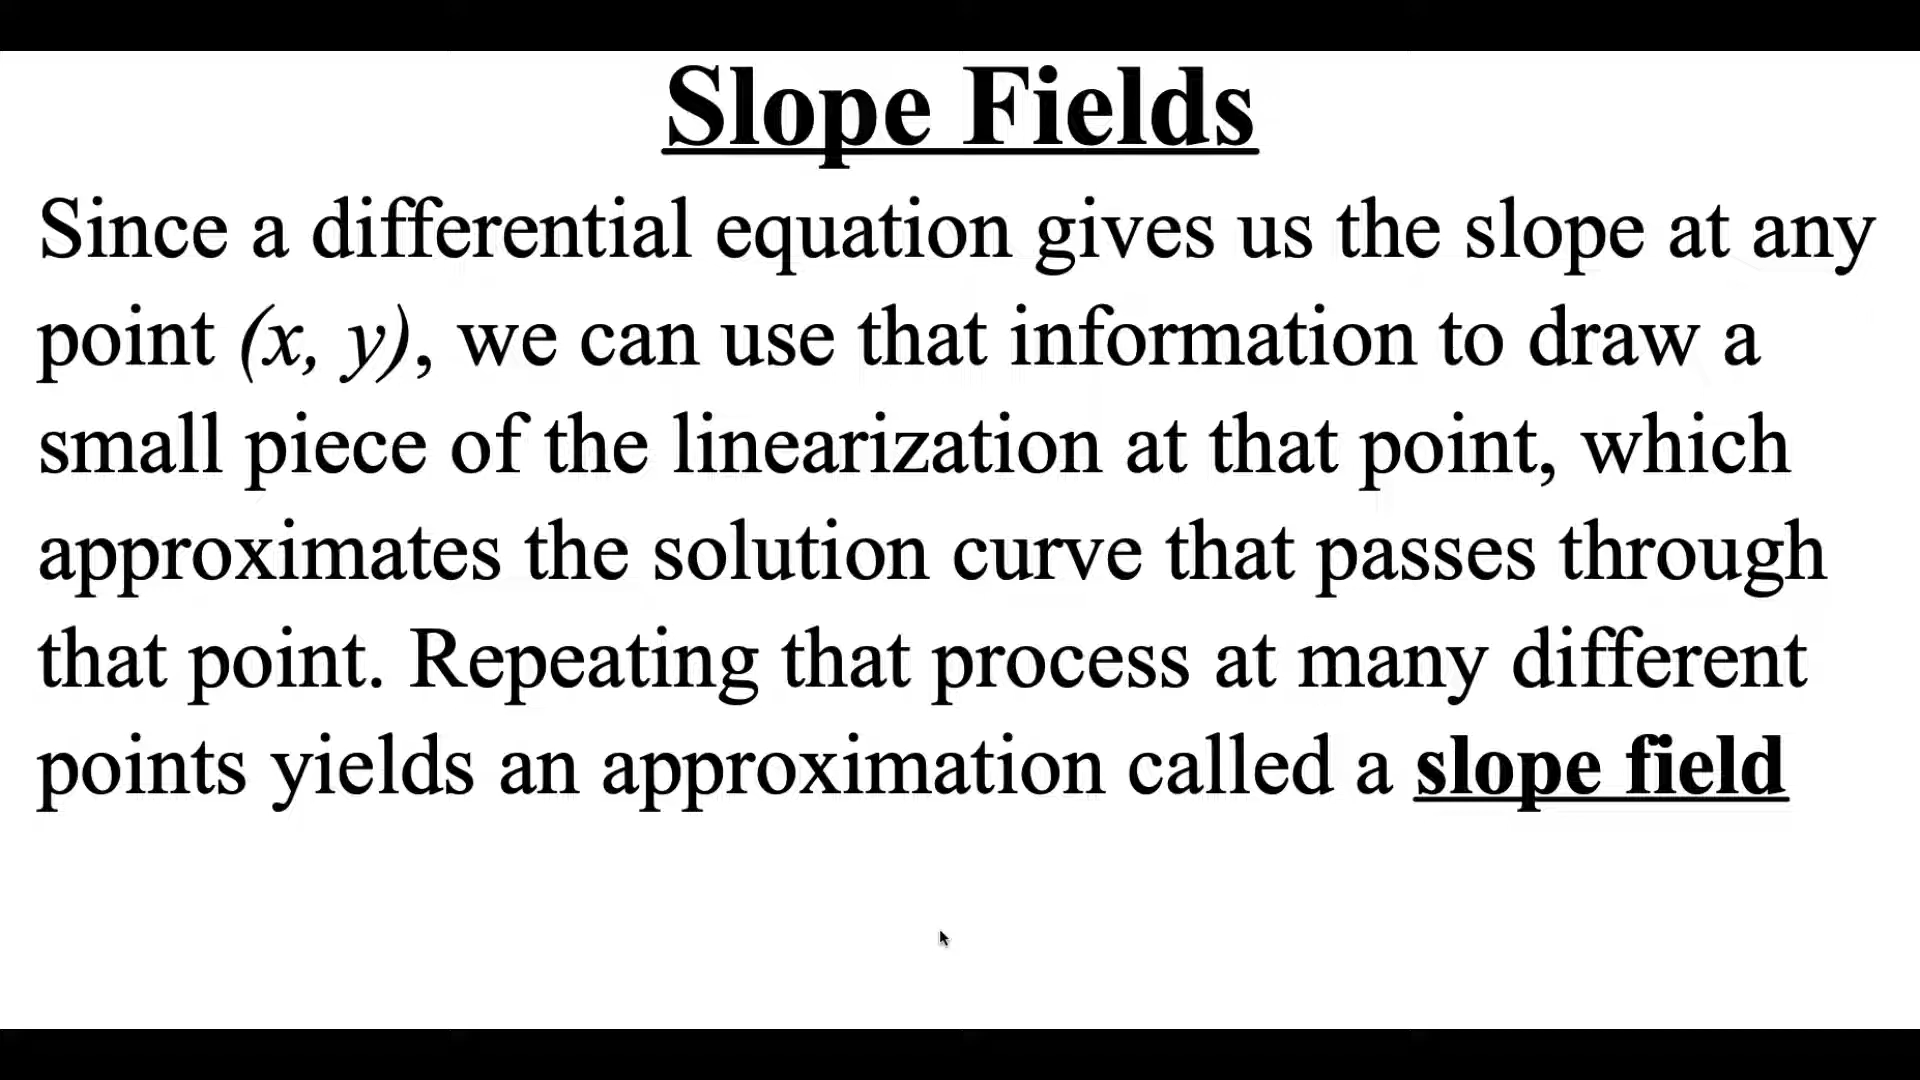 Slope Fields
Since a differential equation gives us the slope at any
point (x, y), we can use that information to draw a
small piece of the linearization at that point, which
approximates the solution curve that passes through
that point. Repeating that process at many different
points yields an approximation called a slope field